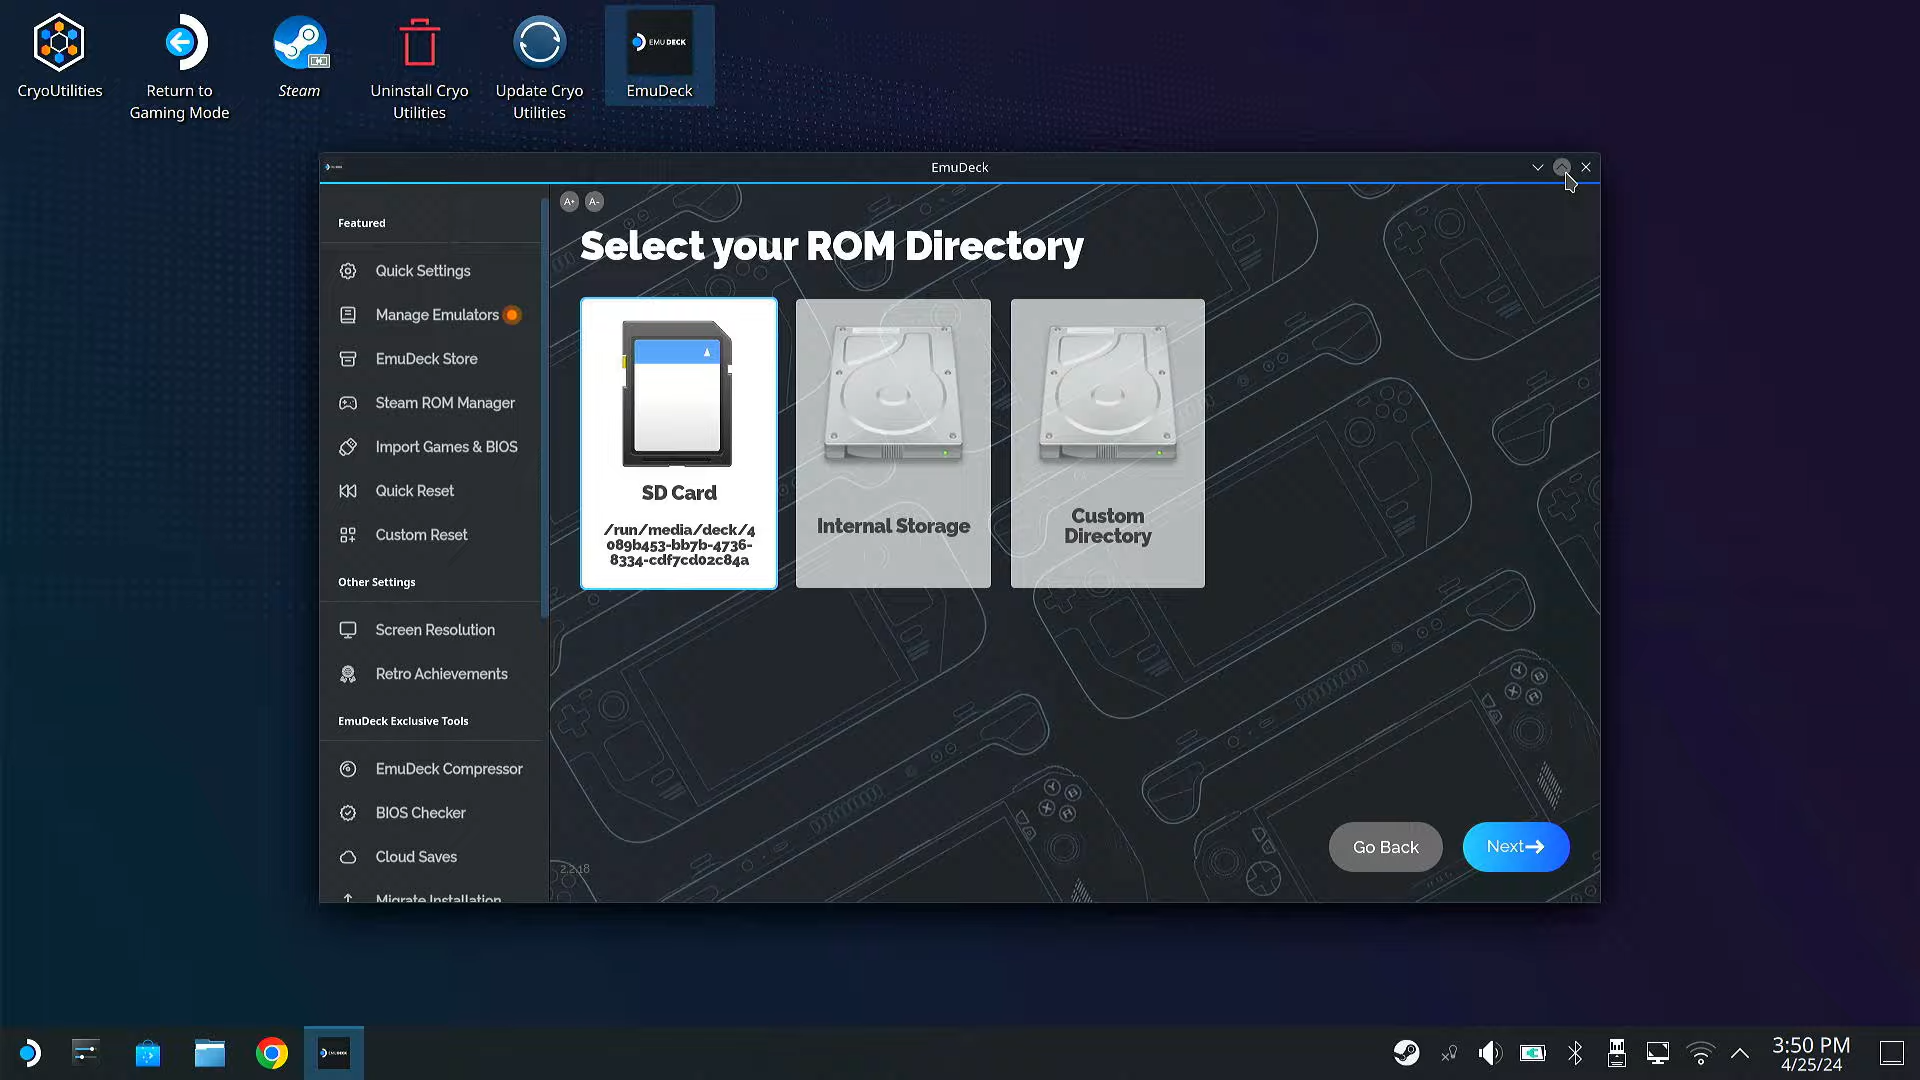 CryoUtilities
Return to
Gaming Mode
Steam
Uninstall Cryo
Utilities
Update Cryo
Utilities
EMUDECK
EmuDeck
EmuDeck
A+ A-
Featured
Quick Settings
Manage Emulators
EmuDeck Store
Steam ROM Manager
Import Games & BIOS
Quick Reset
Custom Reset
Other Settings
Screen Resolution
Retro Achievements
EmuDeck Exclusive Tools
EmuDeck Compressor
BIOS Checker
Cloud Saves
Migrate Installation
Select your ROM Directory
SD Card
/run/media/deck/4
089b453-bb7b-4736-
8334-cdf7cd02c84a
Internal Storage
Custom
Directory
2.2.18
Go Back
Next
3:50 PM
4/25/24